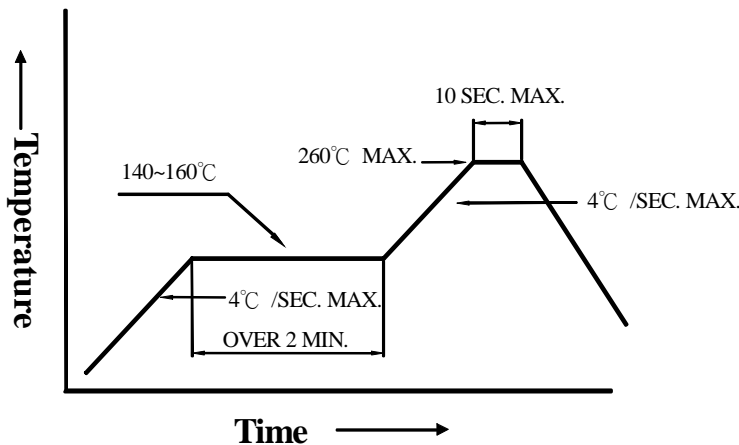 10 SEC. MAX.
260℃ MAX.
140~160℃
4℃ /SEC. MAX.
4℃ /SEC. MAX.
OVER 2 MIN.
Temperature
Time